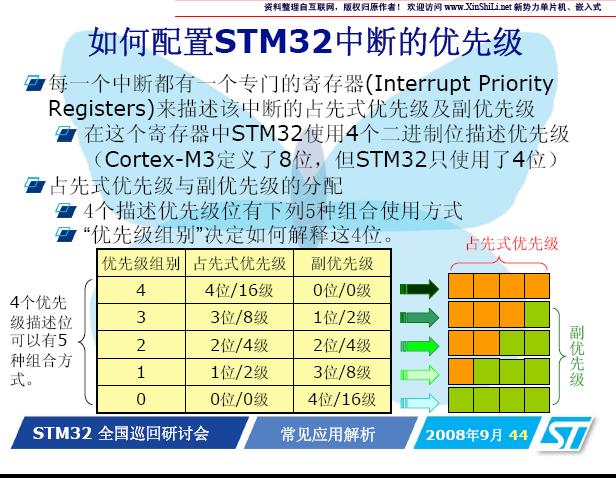 资料整理自互联网，版权归原作者！ 欢迎访问 www.XinShiLi.net 新势力单片机、嵌入式
如何配置STM32中断的优先级
每一个中断都有一个专门的寄存器(Interrupt Priority
Registers)来描述该中断的占先式优先级及副优先级
在这个寄存器中STM32使用4个二进制位描述优先级
（Cortex-M3定义了8位，但STM32只使用了4位）
占先式优先级与副优先级的分配
4个描述优先级位有下列5种组合使用方式
“优先级组别”决定如何解释这4位。
占先式优先级
优先级组别 占先式优先级 副优先级
4 4位/16级 0位/0级
3 3位/8级 1位/2级
2 2位/4级 2位/4级
1 1位/2级 3位/8级
0 0位/0级 4位/16级
4个优先
级描述位
可以有5
种组合方
式。
副优先级
STM32 全国巡回研讨会
常见应用解析
2008年9月 44
ST